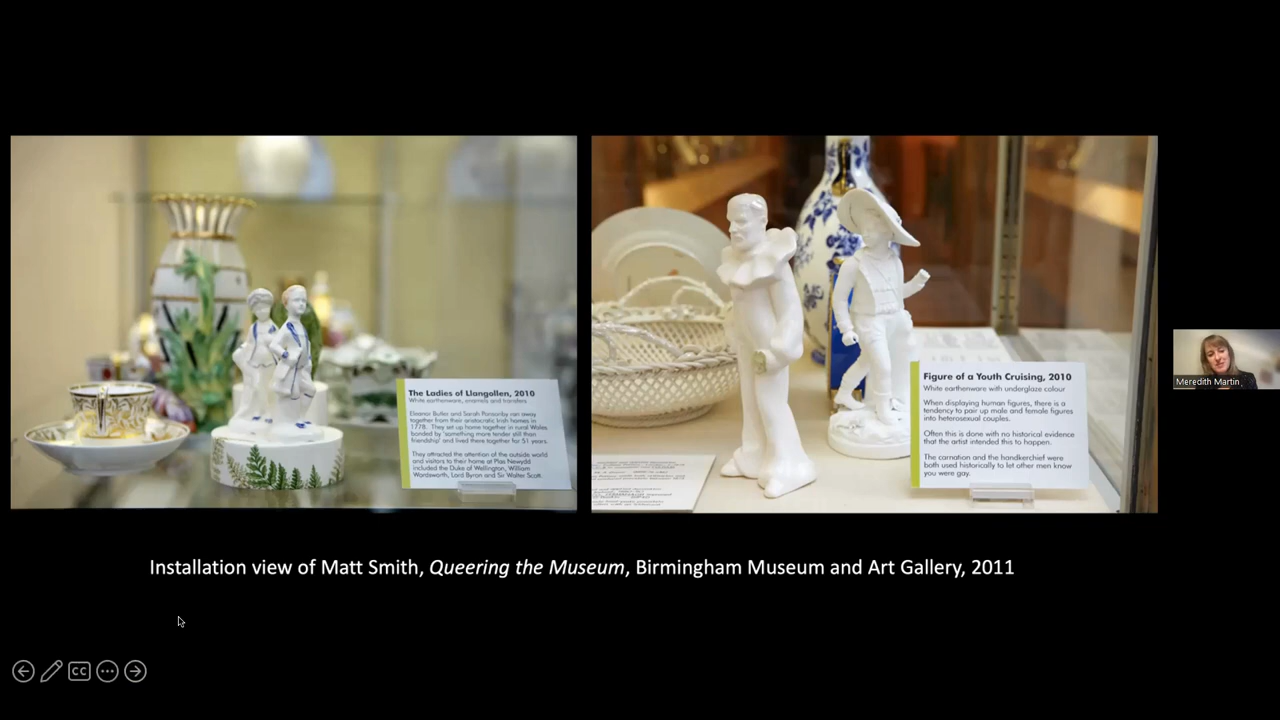 The Ladies of Llangollen, 2010
White earthenware, enamels and transfers
Eleanor Butler and Sarah Ponsonby ran away
together from their aristocratic Irish homes in
1778. They set up home together in rural Wales
bonded by 'something more tender still than
friendship' and lived there together for 51 years.
They attracted the attention of the outside world
and visitors to their home at Plas Newydd
included the Duke of Wellington, William
Wordsworth, Lord Byron and Sir Walter Scott.
Figure of a Youth Cruising, 2010
White earthenware with underglaze colour
When displaying human figures, there is a
tendency to pair up male and female figures
into heterosexual couples.
Often this is done with no historical evidence
that the artist intended this to happen.
The carnation and the handkerchief were
both used historically to let other men know
you were gay.
Meredith Martin
Installation view of Matt Smith, Queering the Museum, Birmingham Museum and Art Gallery, 2011
CC